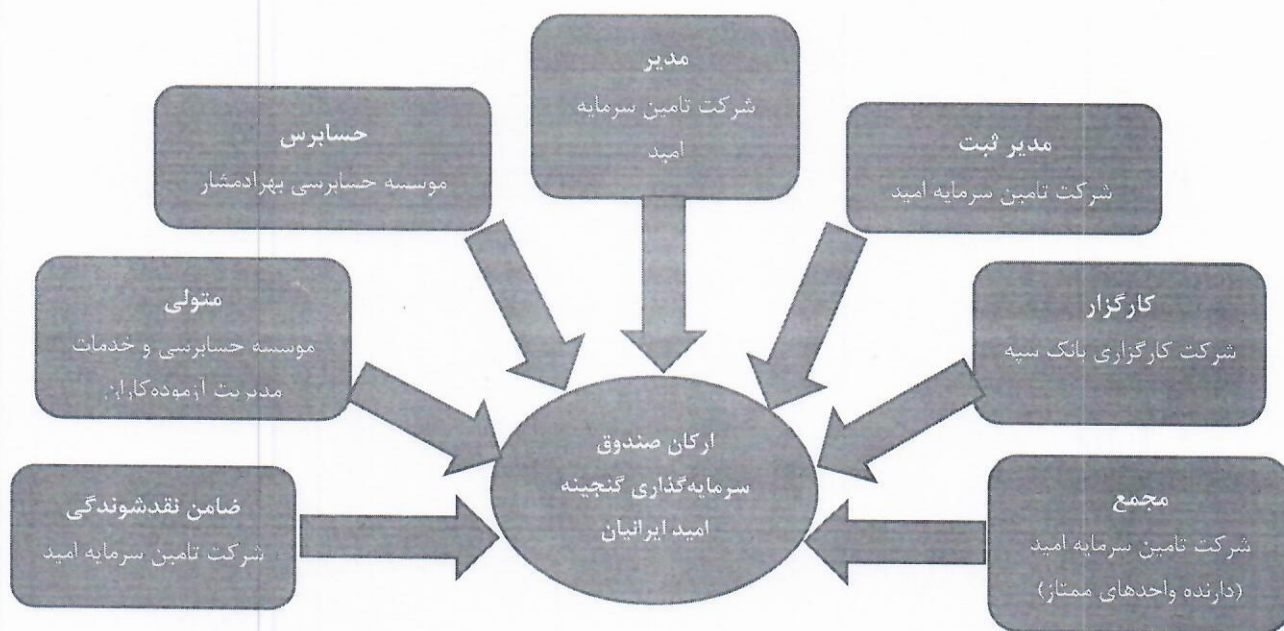 مدیر
شرکت تامین سرمایه
امید
مدیر ثبت
شرکت تامین سرمایه امید
حسابرس
موسسه حسابرسی بهرادمشار
کارگزار
شرکت کارگزاری بانک سپه
متولی
موسسه حسابرسی و خدمات
مدیریت آزموده‌کاران
ارکان صندوق
سرمایه‌گذاری گنجینه
امید ایرانیان
مجمع
شرکت تامین سرمایه امید
(دارنده واحدهای ممتاز)
ضامن نقدشوندگی
شرکت تامین سرمایه امید